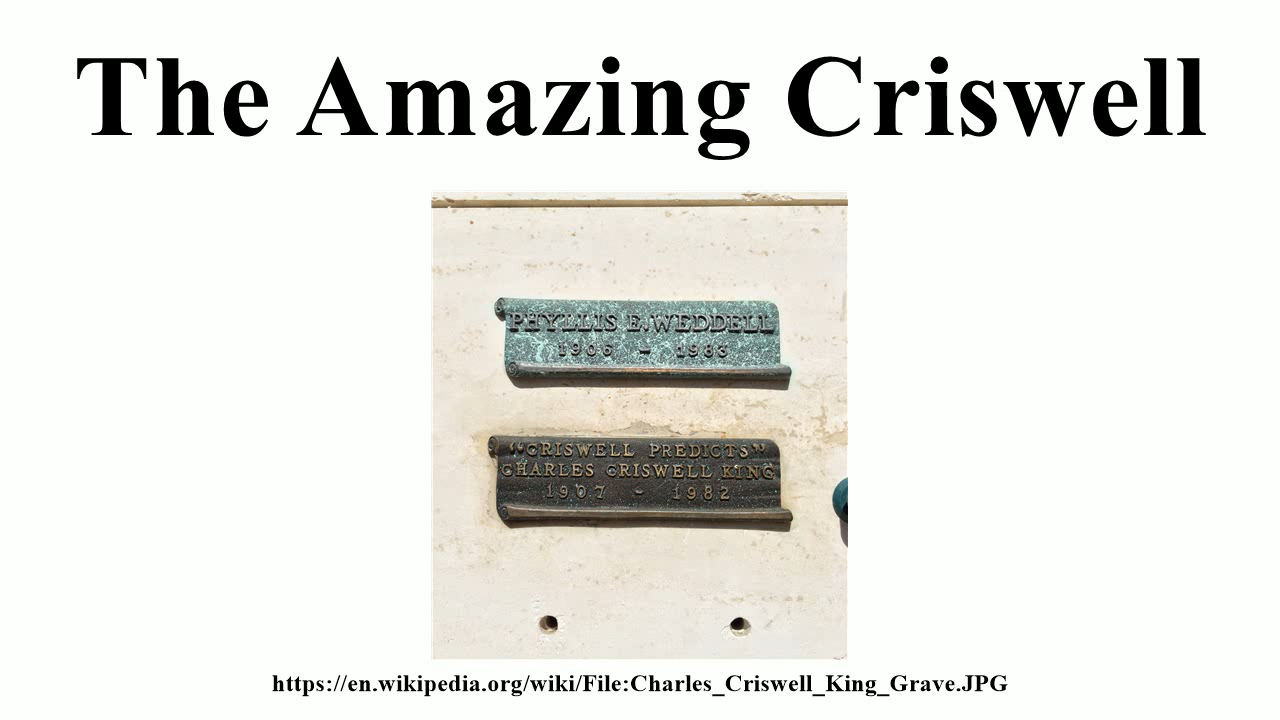 The Amazing Criswell
PHYLLIS E. WEDDELL
1906 - 1983
"CRISWELL PREDICTS"
CHARLES CRISWELL KING
1907 - 1982
https://en.wikipedia.org/wiki/File:Charles_Criswell_King_Grave.JPG